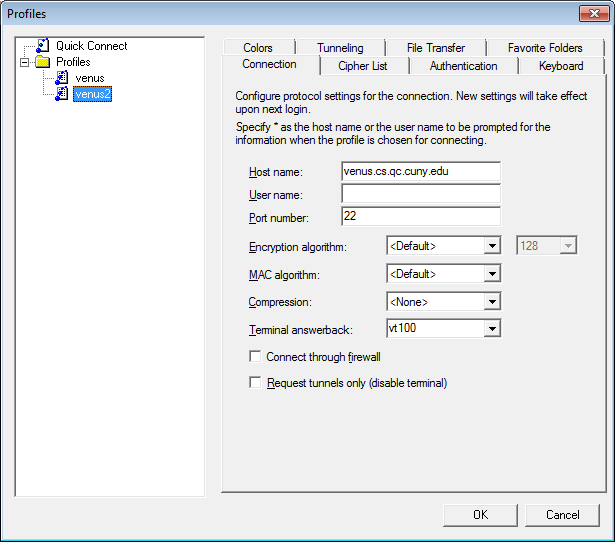 Profiles
Quick Connect
Profiles
venus
venus2
Colors Tunneling File Transfer Favorite Folders
Connection Cipher List Authentication Keyboard
Configure protocol settings for the connection. New settings will take effect
upon next login.
Specify * as the host name or the user name to be prompted for the
information when the profile is chosen for connecting.
Host name: venus.cs.qc.cuny.edu
User name:
Port number: 22
Encryption algorithm: <Default> 128
MAC algorithm: <Default>
Compression: <None>
Terminal answerback: vt100
Connect through firewall
Request tunnels only (disable terminal)
OK Cancel